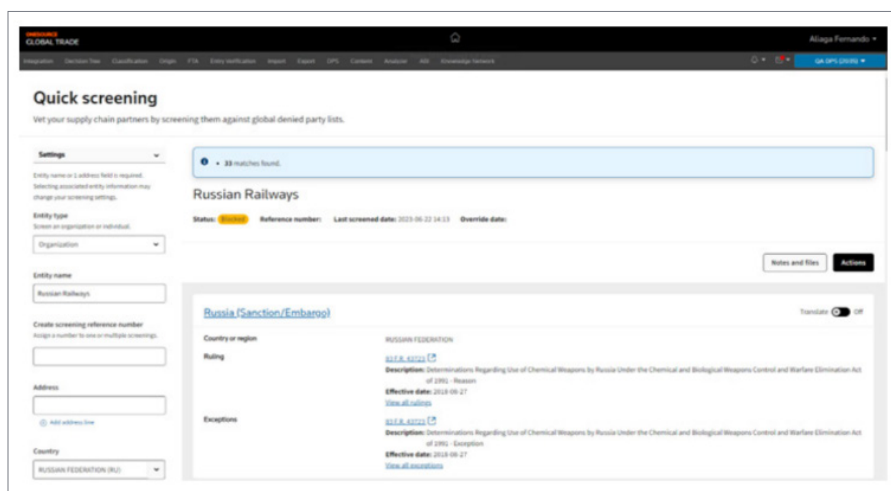 ONESOURCE
GLOBAL TRADE
Aliaga Fernando
Integration Decision Tree Classification Origin FTA Entry Verification Import Export DPS Content Analyzer ADI Knowledge Network
QA DPS (2035)
Quick screening
Vet your supply chain partners by screening them against global denied party lists.
Settings
Entity name or 1 address field is required.
Selecting associated entity information may
change your screening settings.
Entity type
Screen an organization or individual.
Organization
Entity name
Russian Railways
Create screening reference number
Assign a number to one or multiple screenings.
Address
Add address line
Country
RUSSIAN FEDERATION (RU)
• 33 matches found.
Russian Railways
Status: Blocked Reference number: Last screened date: 2023-06-22 14:15 Override date:
Notes and files Actions
Russia (Sanction/Embargo)
Translate Off
Country or region RUSSIAN FEDERATION
Ruling 83 F.R. 43723
Description: Determinations Regarding Use of Chemical Weapons by Russia Under the Chemical and Biological Weapons Control and Warfare Elimination Act
of 1991 - Reason
Effective date: 2018-08-27
View all rulings
Exceptions 83 F.R. 43723
Description: Determinations Regarding Use of Chemical Weapons by Russia Under the Chemical and Biological Weapons Control and Warfare Elimination Act
of 1991 - Exception
Effective date: 2018-08-27
View all exceptions